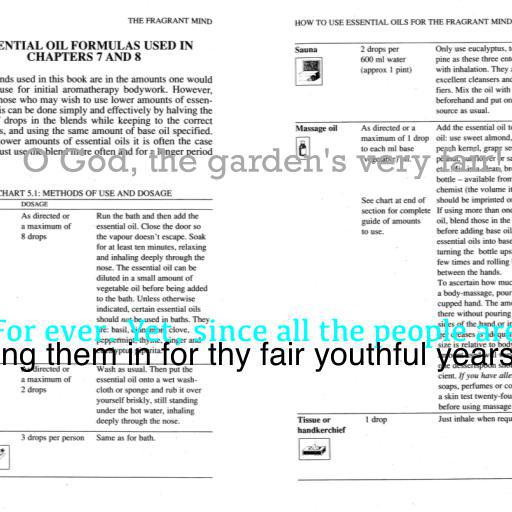 THE FRAGRANT MIND
ENTIAL OIL FORMULAS USED IN
CHAPTERS 7 AND 8
nds used in this book are in the amounts one would
use for initial aromatherapy bodywork. However,
hose who may wish to use lower amounts of essen-
is can be done simply and effectively by halving the
drops in the blends while keeping to the correct
s, and using the same amount of base oil specified.
ower amounts of essential oils it is often the case
ust use the blend more often and for a longer period
HART 5.1: METHODS OF USE AND DOSAGE
DOSAGE
As directed or
a maximum of
8 drops
Run the bath and then add the
essential oil. Close the door so
the vapour doesn't escape. Soak
for at least ten minutes, relaxing
and inhaling deeply through the
nose. The essential oil can be
diluted in a small amount of
vegetable oil before being added
to the bath. Unless otherwise
indicated, certain essential oils
should not be used in baths. They
are: basil, cinnamon, clove,
peppermint, thyme, ginger and
As directed or
a maximum of
2 drops
Wash as usual. Then put the
essential oil onto a wet wash-
cloth or sponge and rub it over
yourself briskly, still standing
under the hot water, inhaling
deeply through the nose.
3 drops per person
Same as for bath.
HOW TO USE ESSENTIAL OILS FOR THE FRAGRANT MIND
Sauna
2 drops per
600 ml water
(approx 1 pint)
Only use eucalyptus, t
pine as these three ente
with inhalation. They a
excellent cleansers and
fiers. Mix the oil with
beforehand and put on
source as usual.
Massage oil
As directed or a
maximum of 1 drop
to each ml base
vegetable oil.
See chart at end of
section for complete
guide of amounts
to use.
Add the essential oil to
oil: use sweet almond,
peach kernel, grape se
bottle – available from
chemist (the volume it
should be imprinted o
If using more than one
oil, blend those in the
before adding base oil
essential oils into base
turning the bottle ups
few times and rolling
between the hands.
To ascertain how muc
a body-massage, pour
cupped hand. The am
there without pouring
sides of the hand or in
size is relative to body
cient. If you have alle
soaps, perfumes or co
a skin test twenty-fou
before using massage
Tissue or
handkerchief
1 drop
Just inhale when requ
O God, the garden's very fair!
For ever. Yet, since all the people are
ing them in for thy fair youthful years